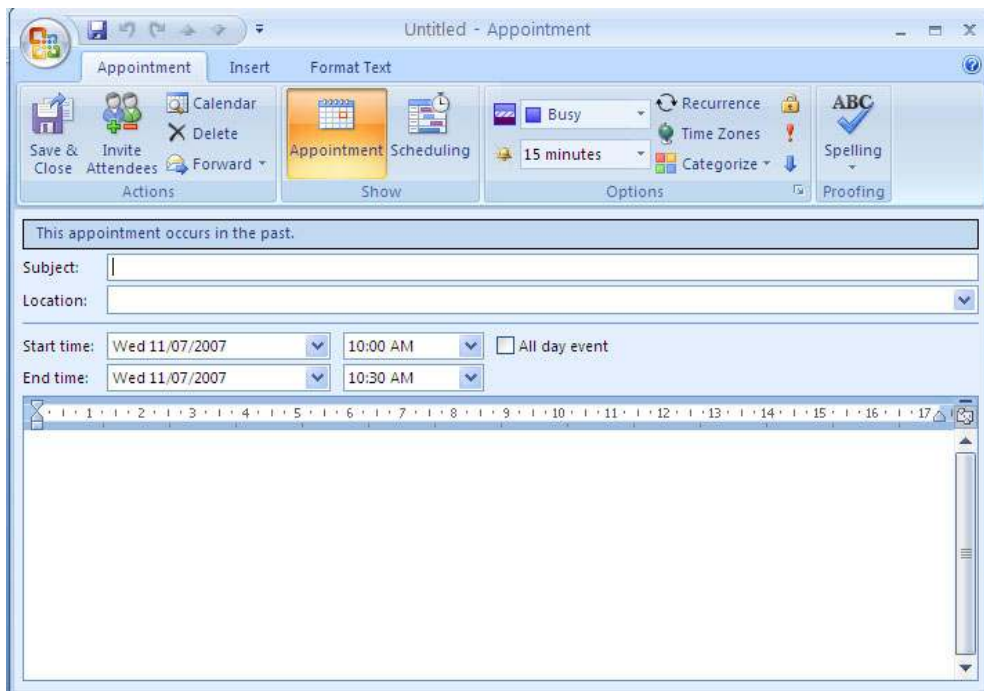 Untitled - Appointment
Appointment Insert Format Text
Save & Close
Invite Attendees
Calendar
Delete
Forward
Actions
Appointment
Scheduling
Show
Busy
15 minutes
Recurrence
Time Zones
Categorize
Options
ABC
Spelling
Proofing
This appointment occurs in the past.
Subject:
Location:
Start time: Wed 11/07/2007 10:00 AM All day event
End time: Wed 11/07/2007 10:30 AM
1 2 3 4 5 6 7 8 9 10 11 12 13 14 15 16 17